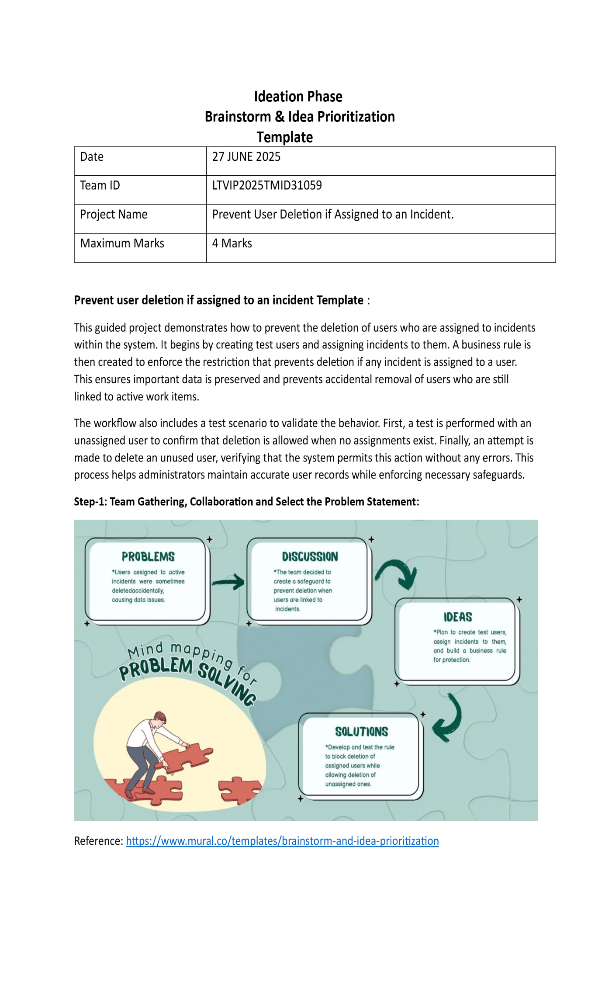 Ideation Phase
Brainstorm & Idea Prioritization
Template
Date 27 JUNE 2025
Team ID LTVIP2025TMID31059
Project Name Prevent User Deletion if Assigned to an Incident.
Maximum Marks 4 Marks
Prevent user deletion if assigned to an incident Template :
This guided project demonstrates how to prevent the deletion of users who are assigned to incidents
within the system. It begins by creating test users and assigning incidents to them. A business rule is
then created to enforce the restriction that prevents deletion if any incident is assigned to a user.
This ensures important data is preserved and prevents accidental removal of users who are still
linked to active work items.
The workflow also includes a test scenario to validate the behavior. First, a test is performed with an
unassigned user to confirm that deletion is allowed when no assignments exist. Finally, an attempt is
made to delete an unused user, verifying that the system permits this action without any errors. This
process helps administrators maintain accurate user records while enforcing necessary safeguards.
Step-1: Team Gathering, Collaboration and Select the Problem Statement:
PROBLEMS
*Users assigned to active
incidents were sometimes
deletedaccidentally,
causing data issues.
DISCUSSION
*The team decided to
create a safeguard to
prevent deletion when
users are linked to
incidents.
IDEAS
*Plan to create test users,
assign incidents to them,
and build a business rule
for protection.
Mind mapping for
PROBLEM SOLVING
SOLUTIONS
*Develop and test the rule
to block deletion of
assigned users while
allowing deletion of
unassigned ones.
Reference: https://www.mural.co/templates/brainstorm-and-idea-prioritization